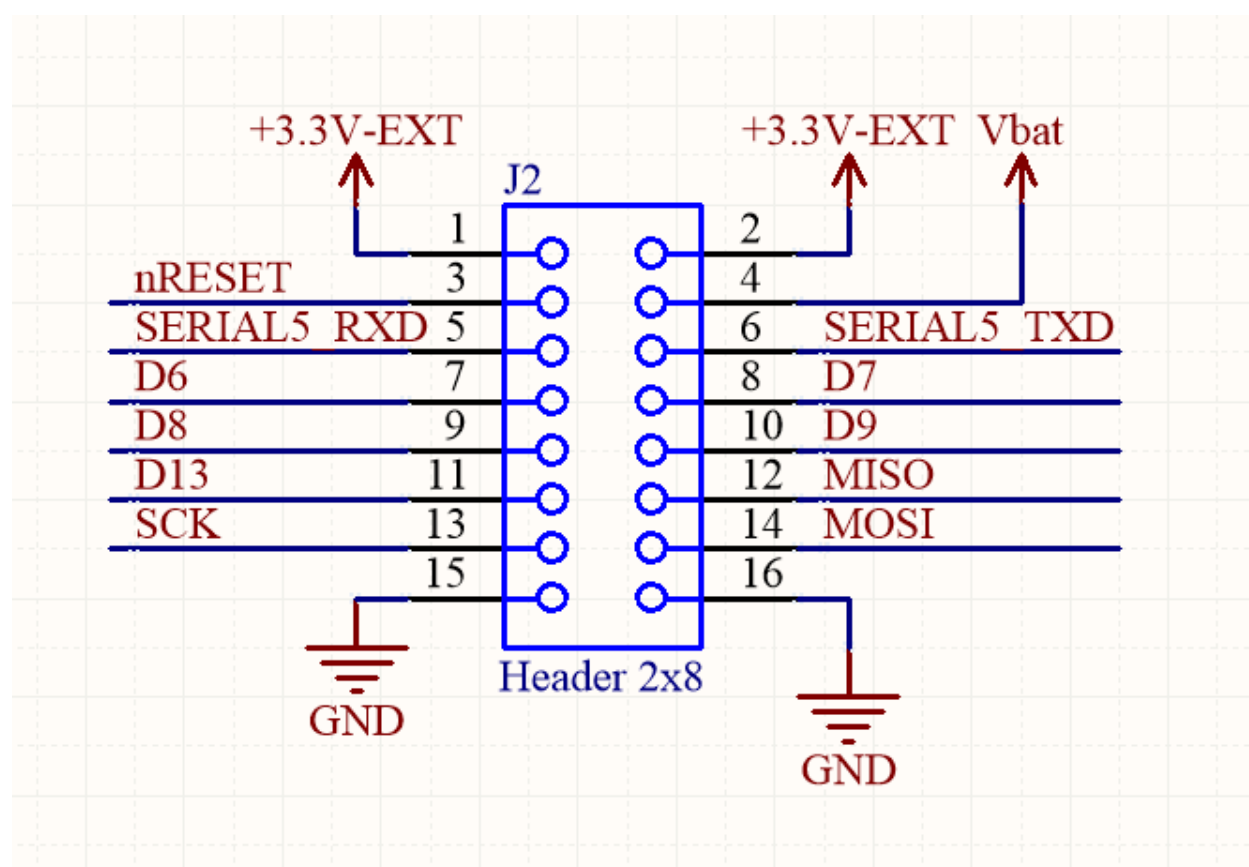 +3.3V-EXT +3.3V-EXT Vbat
J2
1 2
nRESET 3 4
SERIAL5_RXD 5 6 SERIAL5_TXD
D6 7 8 D7
D8 9 10 D9
D13 11 12 MISO
SCK 13 14 MOSI
15 16
Header 2x8
GND
GND